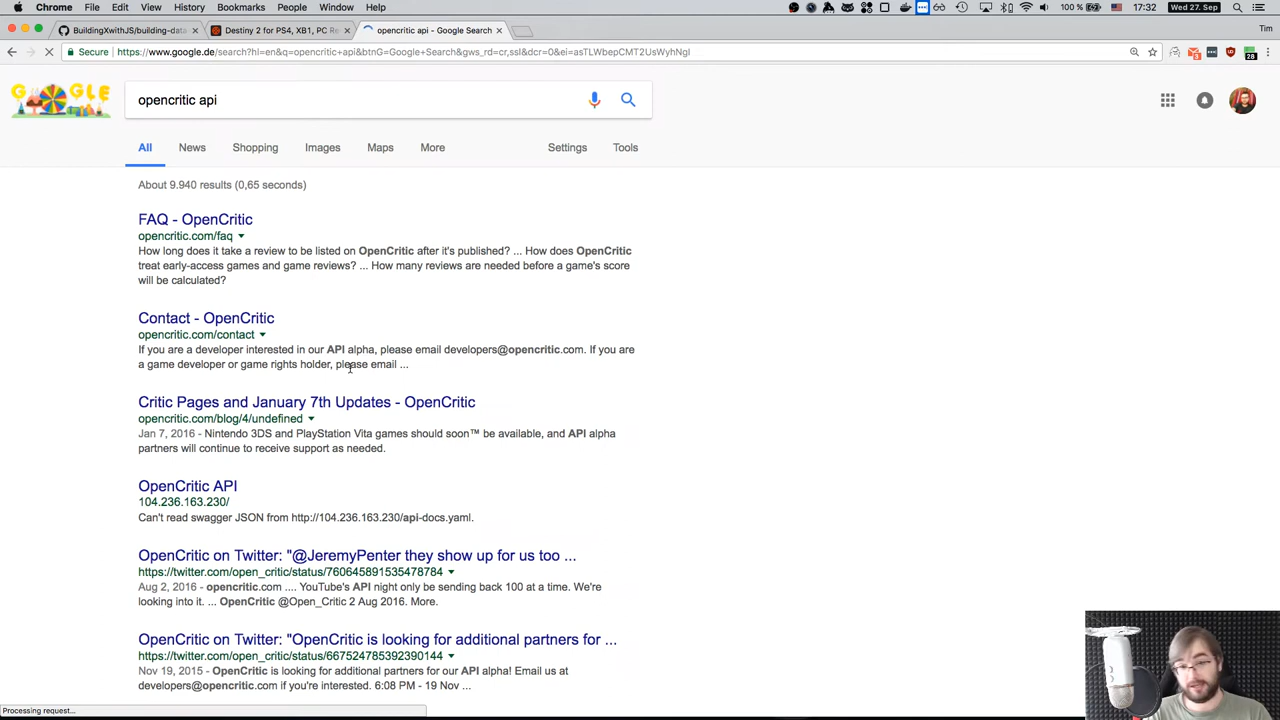 Chrome File Edit View History Bookmarks People Window Help 100 % 17:32 Wed 27. Sep
BuildingXwithJS/building-data × Destiny 2 for PS4, XB1, PC Re × opencritic api - Google Search × Tim
Secure https://www.google.de/search?hl=en&q=opencritic+api&btnG=Google+Search&gws_rd=cr,ssl&dcr=0&ei=asTLWbepCMT2UsWyhNgI 28
GOOGLE opencritic api
All News Shopping Images Maps More Settings Tools
About 9.940 results (0,65 seconds)
FAQ - OpenCritic
opencritic.com/faq
How long does it take a review to be listed on OpenCritic after it's published? ... How does OpenCritic
treat early-access games and game reviews? ... How many reviews are needed before a game's score
will be calculated?
Contact - OpenCritic
opencritic.com/contact
If you are a developer interested in our API alpha, please email developers@opencritic.com. If you are
a game developer or game rights holder, please email ...
Critic Pages and January 7th Updates - OpenCritic
opencritic.com/blog/4/undefined
Jan 7, 2016 - Nintendo 3DS and PlayStation Vita games should soon™ be available, and API alpha
partners will continue to receive support as needed.
OpenCritic API
104.236.163.230/
Can't read swagger JSON from http://104.236.163.230/api-docs.yaml.
OpenCritic on Twitter: "@JeremyPenter they show up for us too ...
https://twitter.com/open_critic/status/760645891535478784
Aug 2, 2016 - opencritic.com .... YouTube's API night only be sending back 100 at a time. We're
looking into it. ... OpenCritic @Open_Critic 2 Aug 2016. More.
OpenCritic on Twitter: "OpenCritic is looking for additional partners for ...
https://twitter.com/open_critic/status/667524785392390144
Nov 19, 2015 - OpenCritic is looking for additional partners for our API alpha! Email us at
developers@opencritic.com if you're interested. 6:08 PM - 19 Nov ...
Processing request...